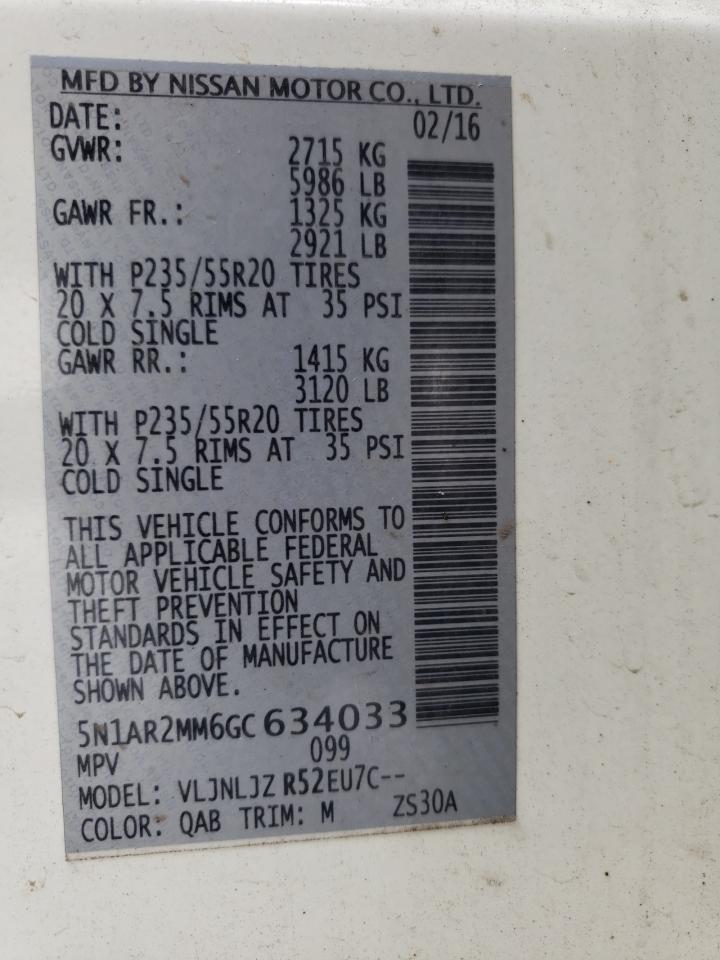 MFD BY NISSAN MOTOR CO., LTD.
DATE: 02/16
GVWR: 2715 KG
5986 LB
GAWR FR.: 1325 KG
2921 LB
WITH P235/55R20 TIRES
20 X 7.5 RIMS AT 35 PSI
COLD SINGLE
GAWR RR.: 1415 KG
3120 LB
WITH P235/55R20 TIRES
20 X 7.5 RIMS AT 35 PSI
COLD SINGLE
THIS VEHICLE CONFORMS TO
ALL APPLICABLE FEDERAL
MOTOR VEHICLE SAFETY AND
THEFT PREVENTION
STANDARDS IN EFFECT ON
THE DATE OF MANUFACTURE
SHOWN ABOVE.
5N1AR2MM6GC 634033
MPV 099
MODEL: VLJNLJZ R52EU7C--
COLOR: QAB TRIM: M ZS30A